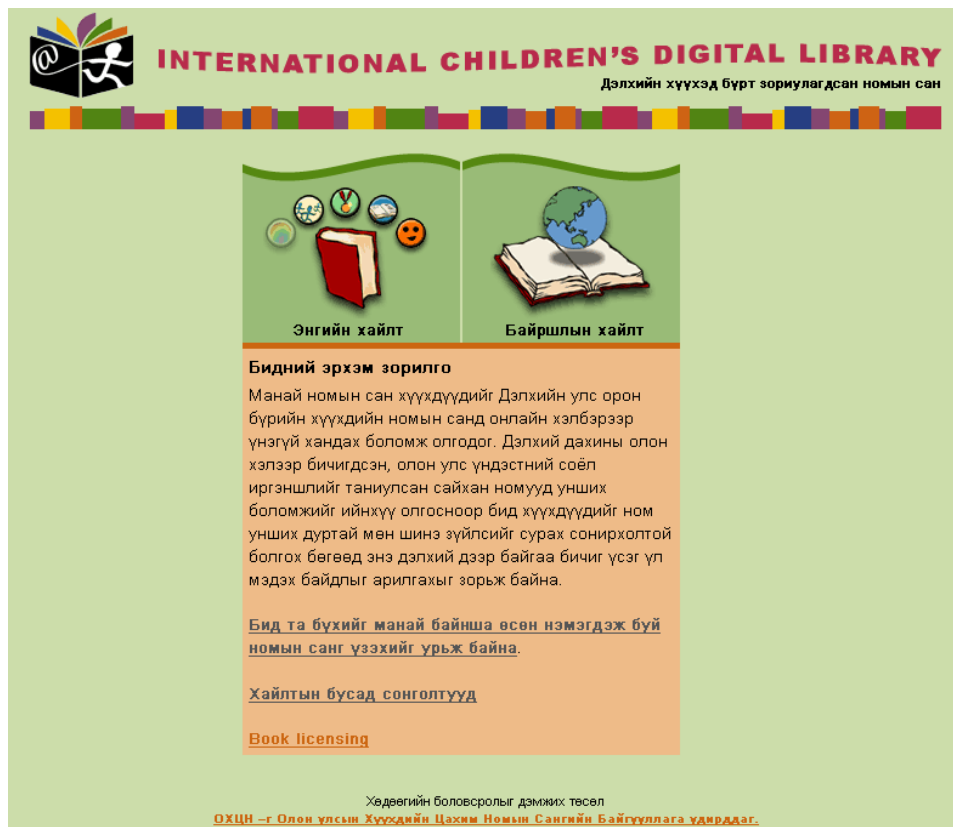 INTERNATIONAL CHILDREN'S DIGITAL LIBRARY
Дэлхийн хүүхэд бүрт зориулагдсан номын сан
Энгийн хайлт
Байршлын хайлт
Бидний эрхэм зорилго
Манай номын сан хүүхдүүдийг Дэлхийн улс орон
бүрийн хүүхдийн номын санд онлайн хэлбэрээр
үнэгүй хандах боломж олгодог. Дэлхий дахины олон
хэлээр бичигдсэн, олон улс үндэстний соёл
иргэншлийг таниулсан сайхан номууд унших
боломжийг ийнхүү олгосноор бид хүүхдүүдийг ном
унших дуртай мөн шинэ зүйлсийг сурах сонирхолтой
болгох бөгөөд энэ дэлхий дээр байгаа бичиг үсэг үл
мэдэх байдлыг арилгахыг зорьж байна.
Бид та бүхнийг манай байнша өсөн нэмэгдэж буй
номын санг үзэхийг урьж байна.
Хайлтын бусад сонголтууд
Book licensing
Хөдөөгийн боловсролыг дэмжих төсөл
ОХЦН –г Олон улсын Хүүхдийн Цахим Номын Сангийн Байгууллага удирддаг.